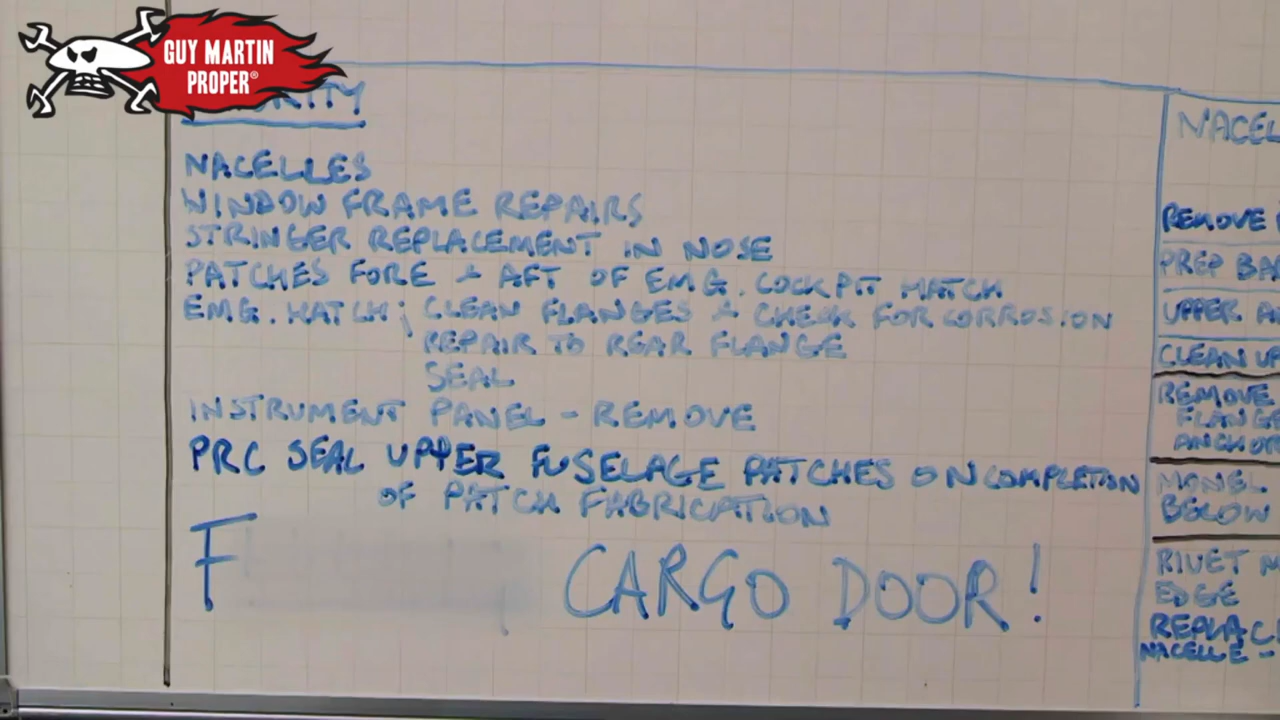 GUY MARTIN
PROPER®
NACELLES
WINDOW FRAME REPAIRS
STRINGER REPLACEMENT IN NOSE
PATCHES FORE & AFT OF EMG. COCKPIT HATCH
EMG. HATCH; CLEAN FLANGES & CHECK FOR CORROSION
REPAIR TO REAR FLANGE
SEAL
INSTRUMENT PANEL - REMOVE
PRC SEAL UPPER FUSELAGE PATCHES ON COMPLETION
OF PATCH FABRICATION
F CARGO DOOR!
NACEL
REMOVE
PREP BA
UPPER A
CLEAN UP
REMOVE
FLANGE
ANCHOR
MONEL
BELOW
RIVET
EDGE
REPLAC
NACELLE -